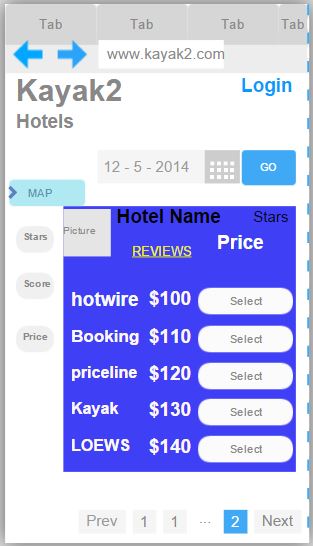 Tab Tab Tab Tab
www.kayak2.com
Kayak2 Login
Hotels
12 - 5 - 2014 GO
MAP
Picture Hotel Name Stars
REVIEWS Price
Stars
Score
Price
hotwire $100 Select
Booking $110 Select
priceline $120 Select
Kayak $130 Select
LOEWS $140 Select
Prev 1 1 ... 2 Next